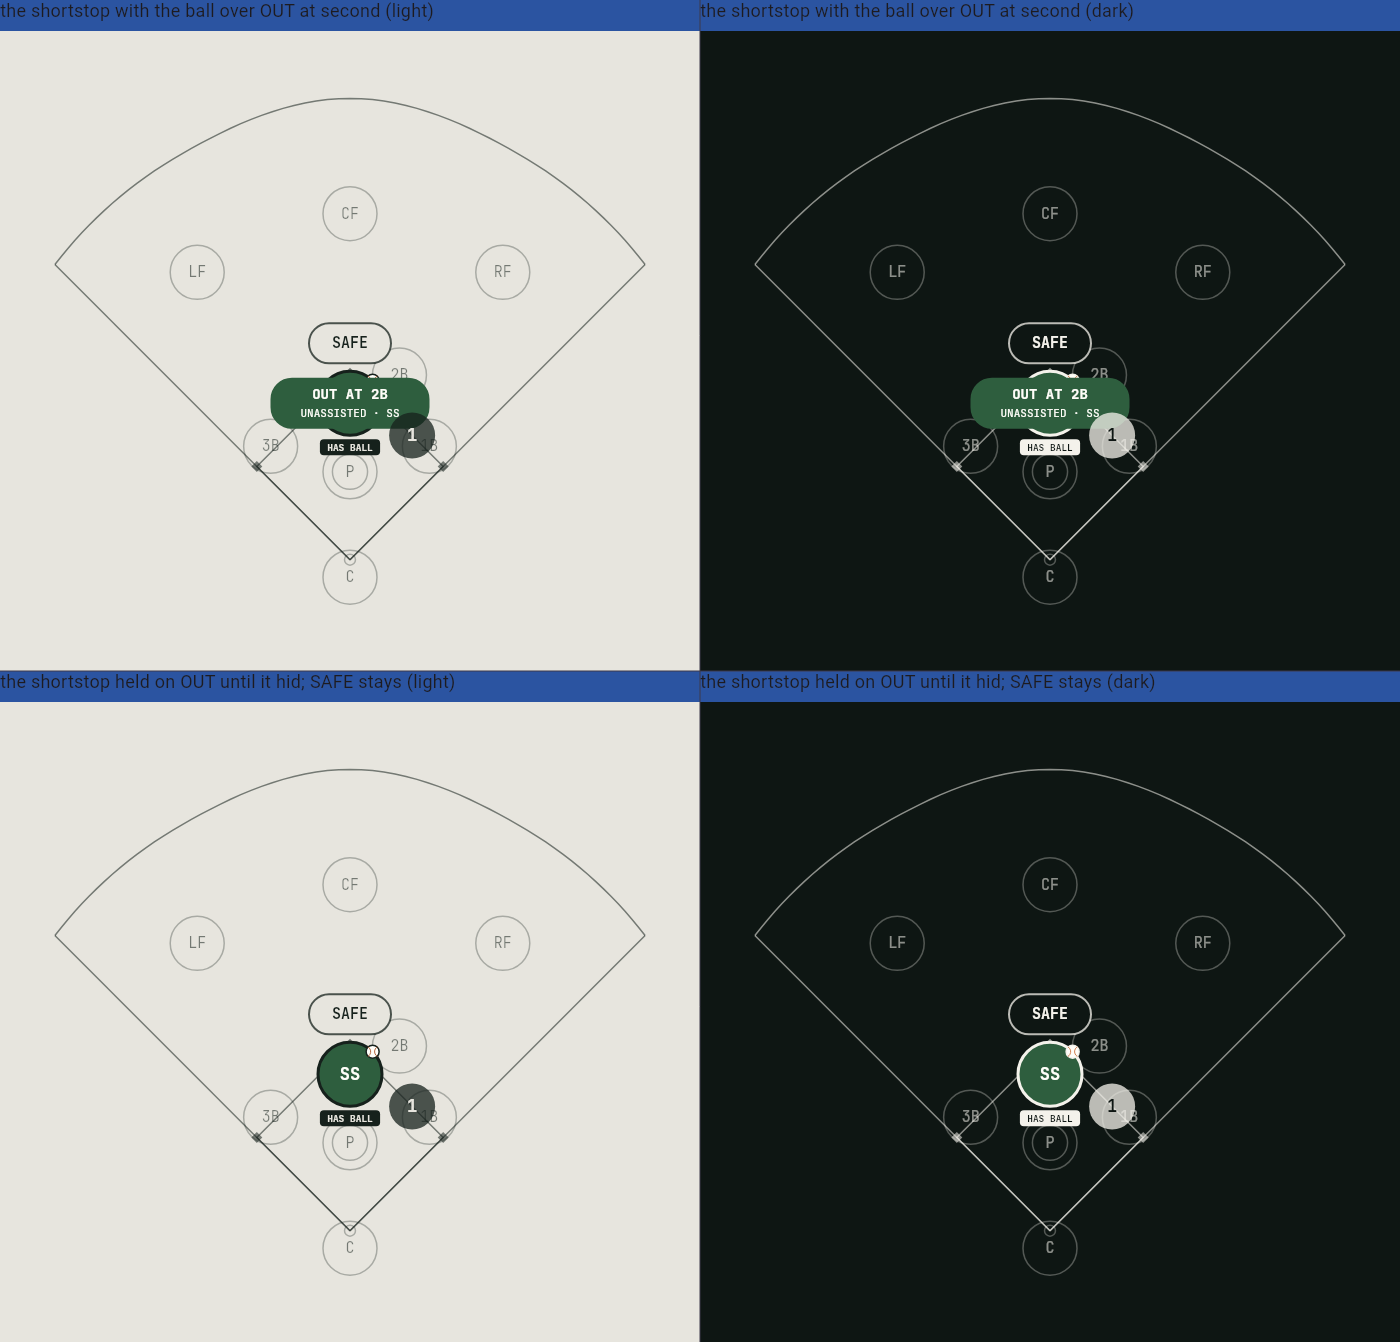 the shortstop with the ball over OUT at second (light)
CF
LF
RF
SAFE
2B
OUT AT 2B
UNASSISTED · SS
1
3B
1B
HAS BALL
P
C
the shortstop with the ball over OUT at second (dark)
CF
LF
RF
SAFE
2B
OUT AT 2B
UNASSISTED · SS
1
3B
1B
HAS BALL
P
C
the shortstop held on OUT until it hid; SAFE stays (light)
CF
LF
RF
SAFE
2B
SS
1
3B
1B
HAS BALL
P
C
the shortstop held on OUT until it hid; SAFE stays (dark)
CF
LF
RF
SAFE
2B
SS
1
3B
1B
HAS BALL
P
C